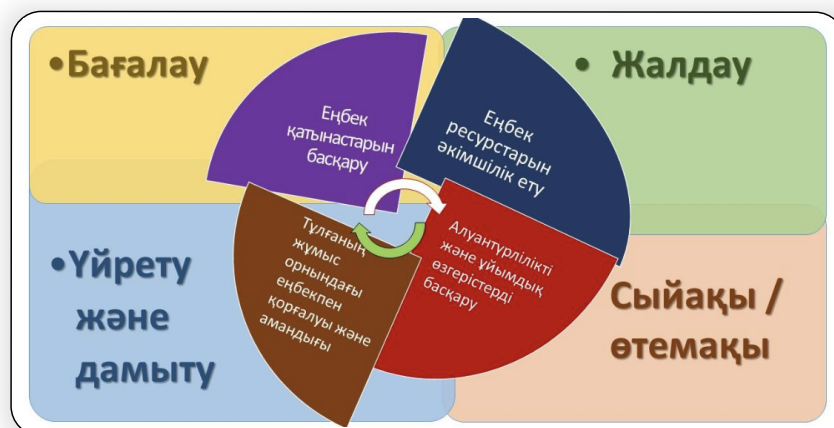 •Бағалау
• Жалдау
Еңбек
қатынастарын
басқару
Еңбек
ресурстарын
әкімшілік ету
•Үйрету
және
дамыту
Тұлғаның
жұмыс
орнындағы
еңбекпен
қорғалуы және
амандығы
Алуантүрлілікті
және ұйымдық
өзгерістерді
басқару
Сыйақы /
өтемақы